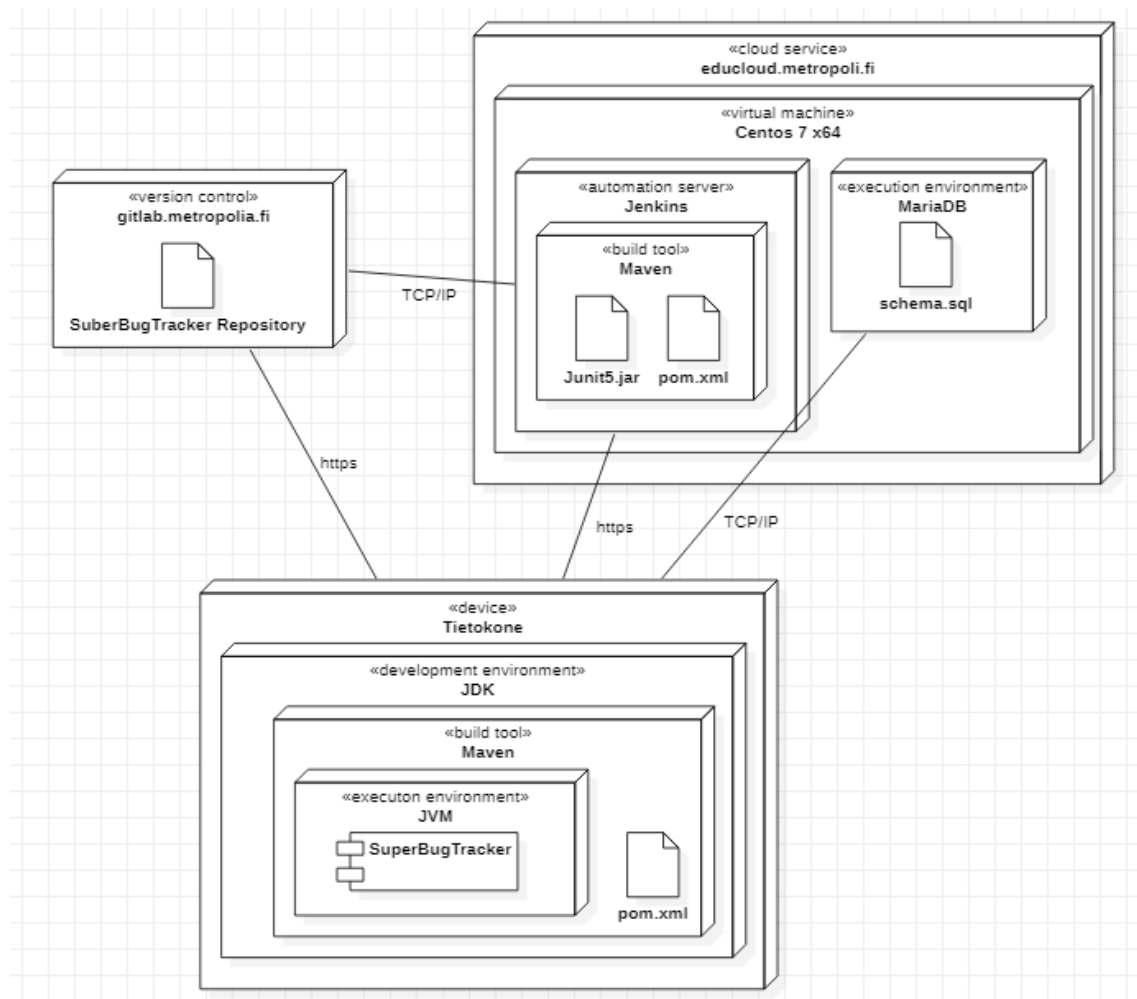 «cloud service»
educloud.metropoli.fi
«virtual machine»
Centos 7 x64
«version control»
gitlab.metropolia.fi
SuberBugTracker Repository
«automation server»
Jenkins
«build tool»
Maven
Junit5.jar
pom.xml
«execution environment»
MariaDB
schema.sql
TCP/IP
https
https
TCP/IP
«device»
Tietokone
«development environment»
JDK
«build tool»
Maven
«executon environment»
JVM
SuperBugTracker
pom.xml